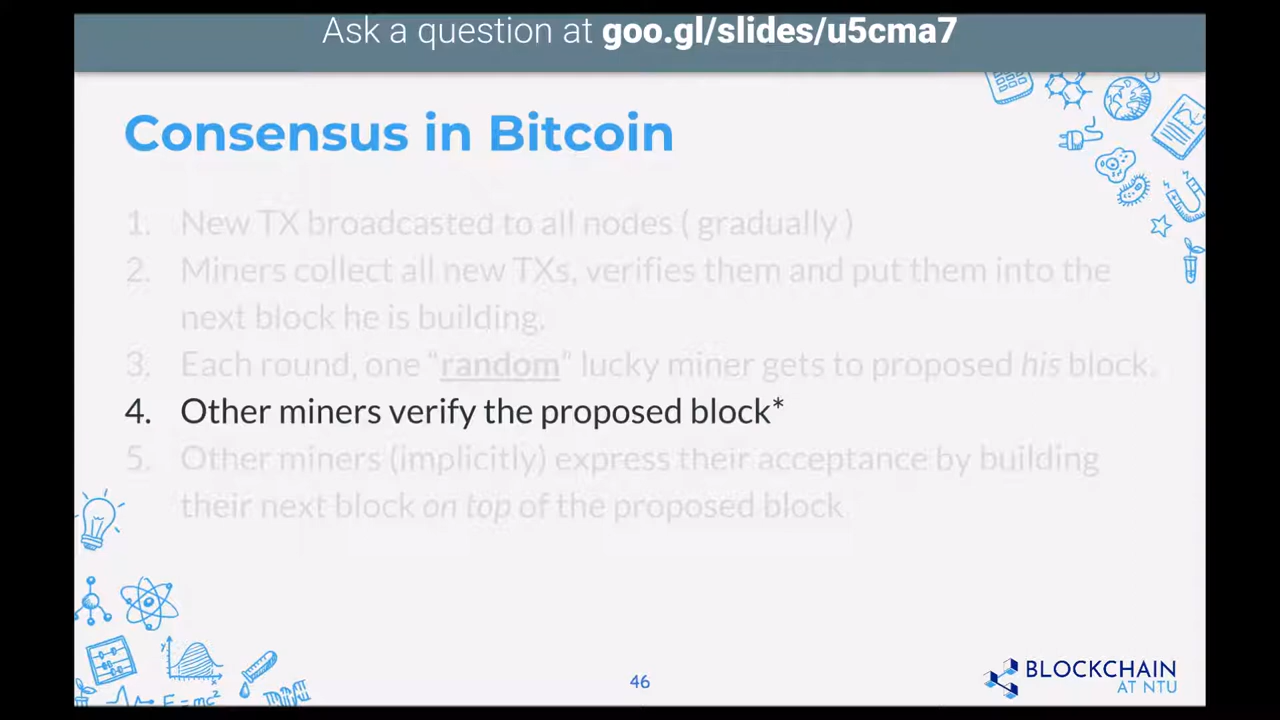 Ask a question at goo.gl/slides/u5cma7
Consensus in Bitcoin
1. New TX broadcasted to all nodes ( gradually )
2. Miners collect all new TXs, verifies them and put them into the
next block he is building.
3. Each round, one "random" lucky miner gets to proposed his block.
4. Other miners verify the proposed block*
5. Other miners (implicitly) express their acceptance by building
their next block on top of the proposed block
y
x
E=mc²
46
BLOCKCHAIN
AT NTU